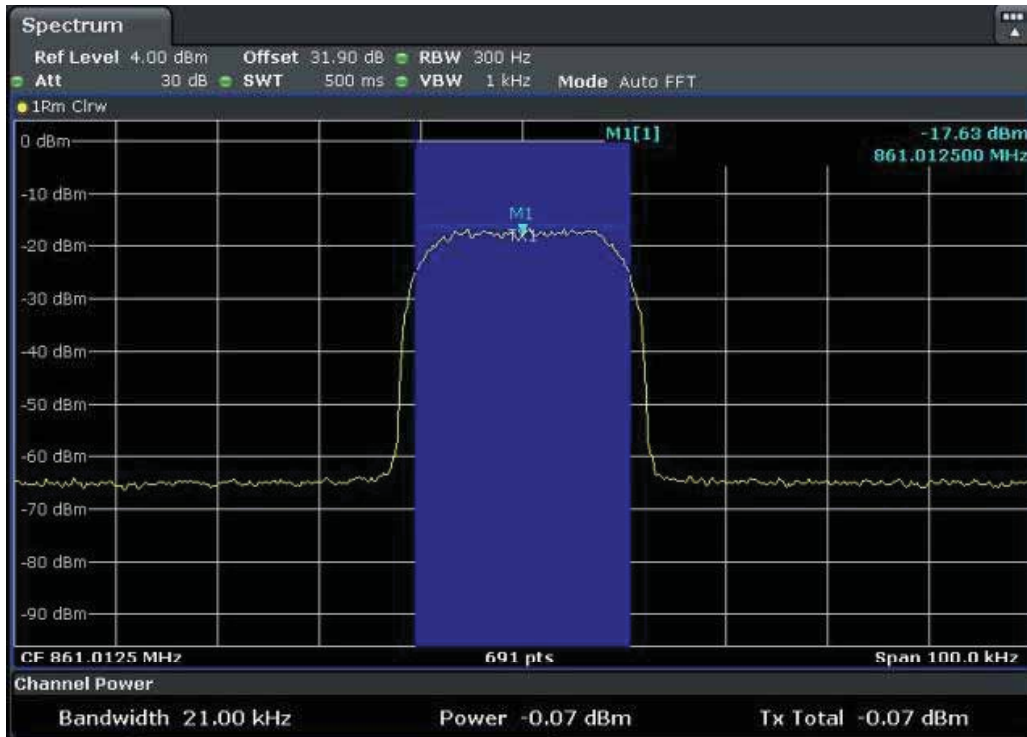 Spectrum
Ref Level 4.00 dBm Offset 31.90 dB RBW 300 Hz
Att 30 dB SWT 500 ms VBW 1 kHz Mode Auto FFT
1Rm Clrw
M1[1] -17.63 dBm
861.012500 MHz
0 dBm
-10 dBm
M1
-20 dBm
-30 dBm
-40 dBm
-50 dBm
-60 dBm
-70 dBm
-80 dBm
-90 dBm
CF 861.0125 MHz 691 pts Span 100.0 kHz
Channel Power
Bandwidth 21.00 kHz Power -0.07 dBm Tx Total -0.07 dBm